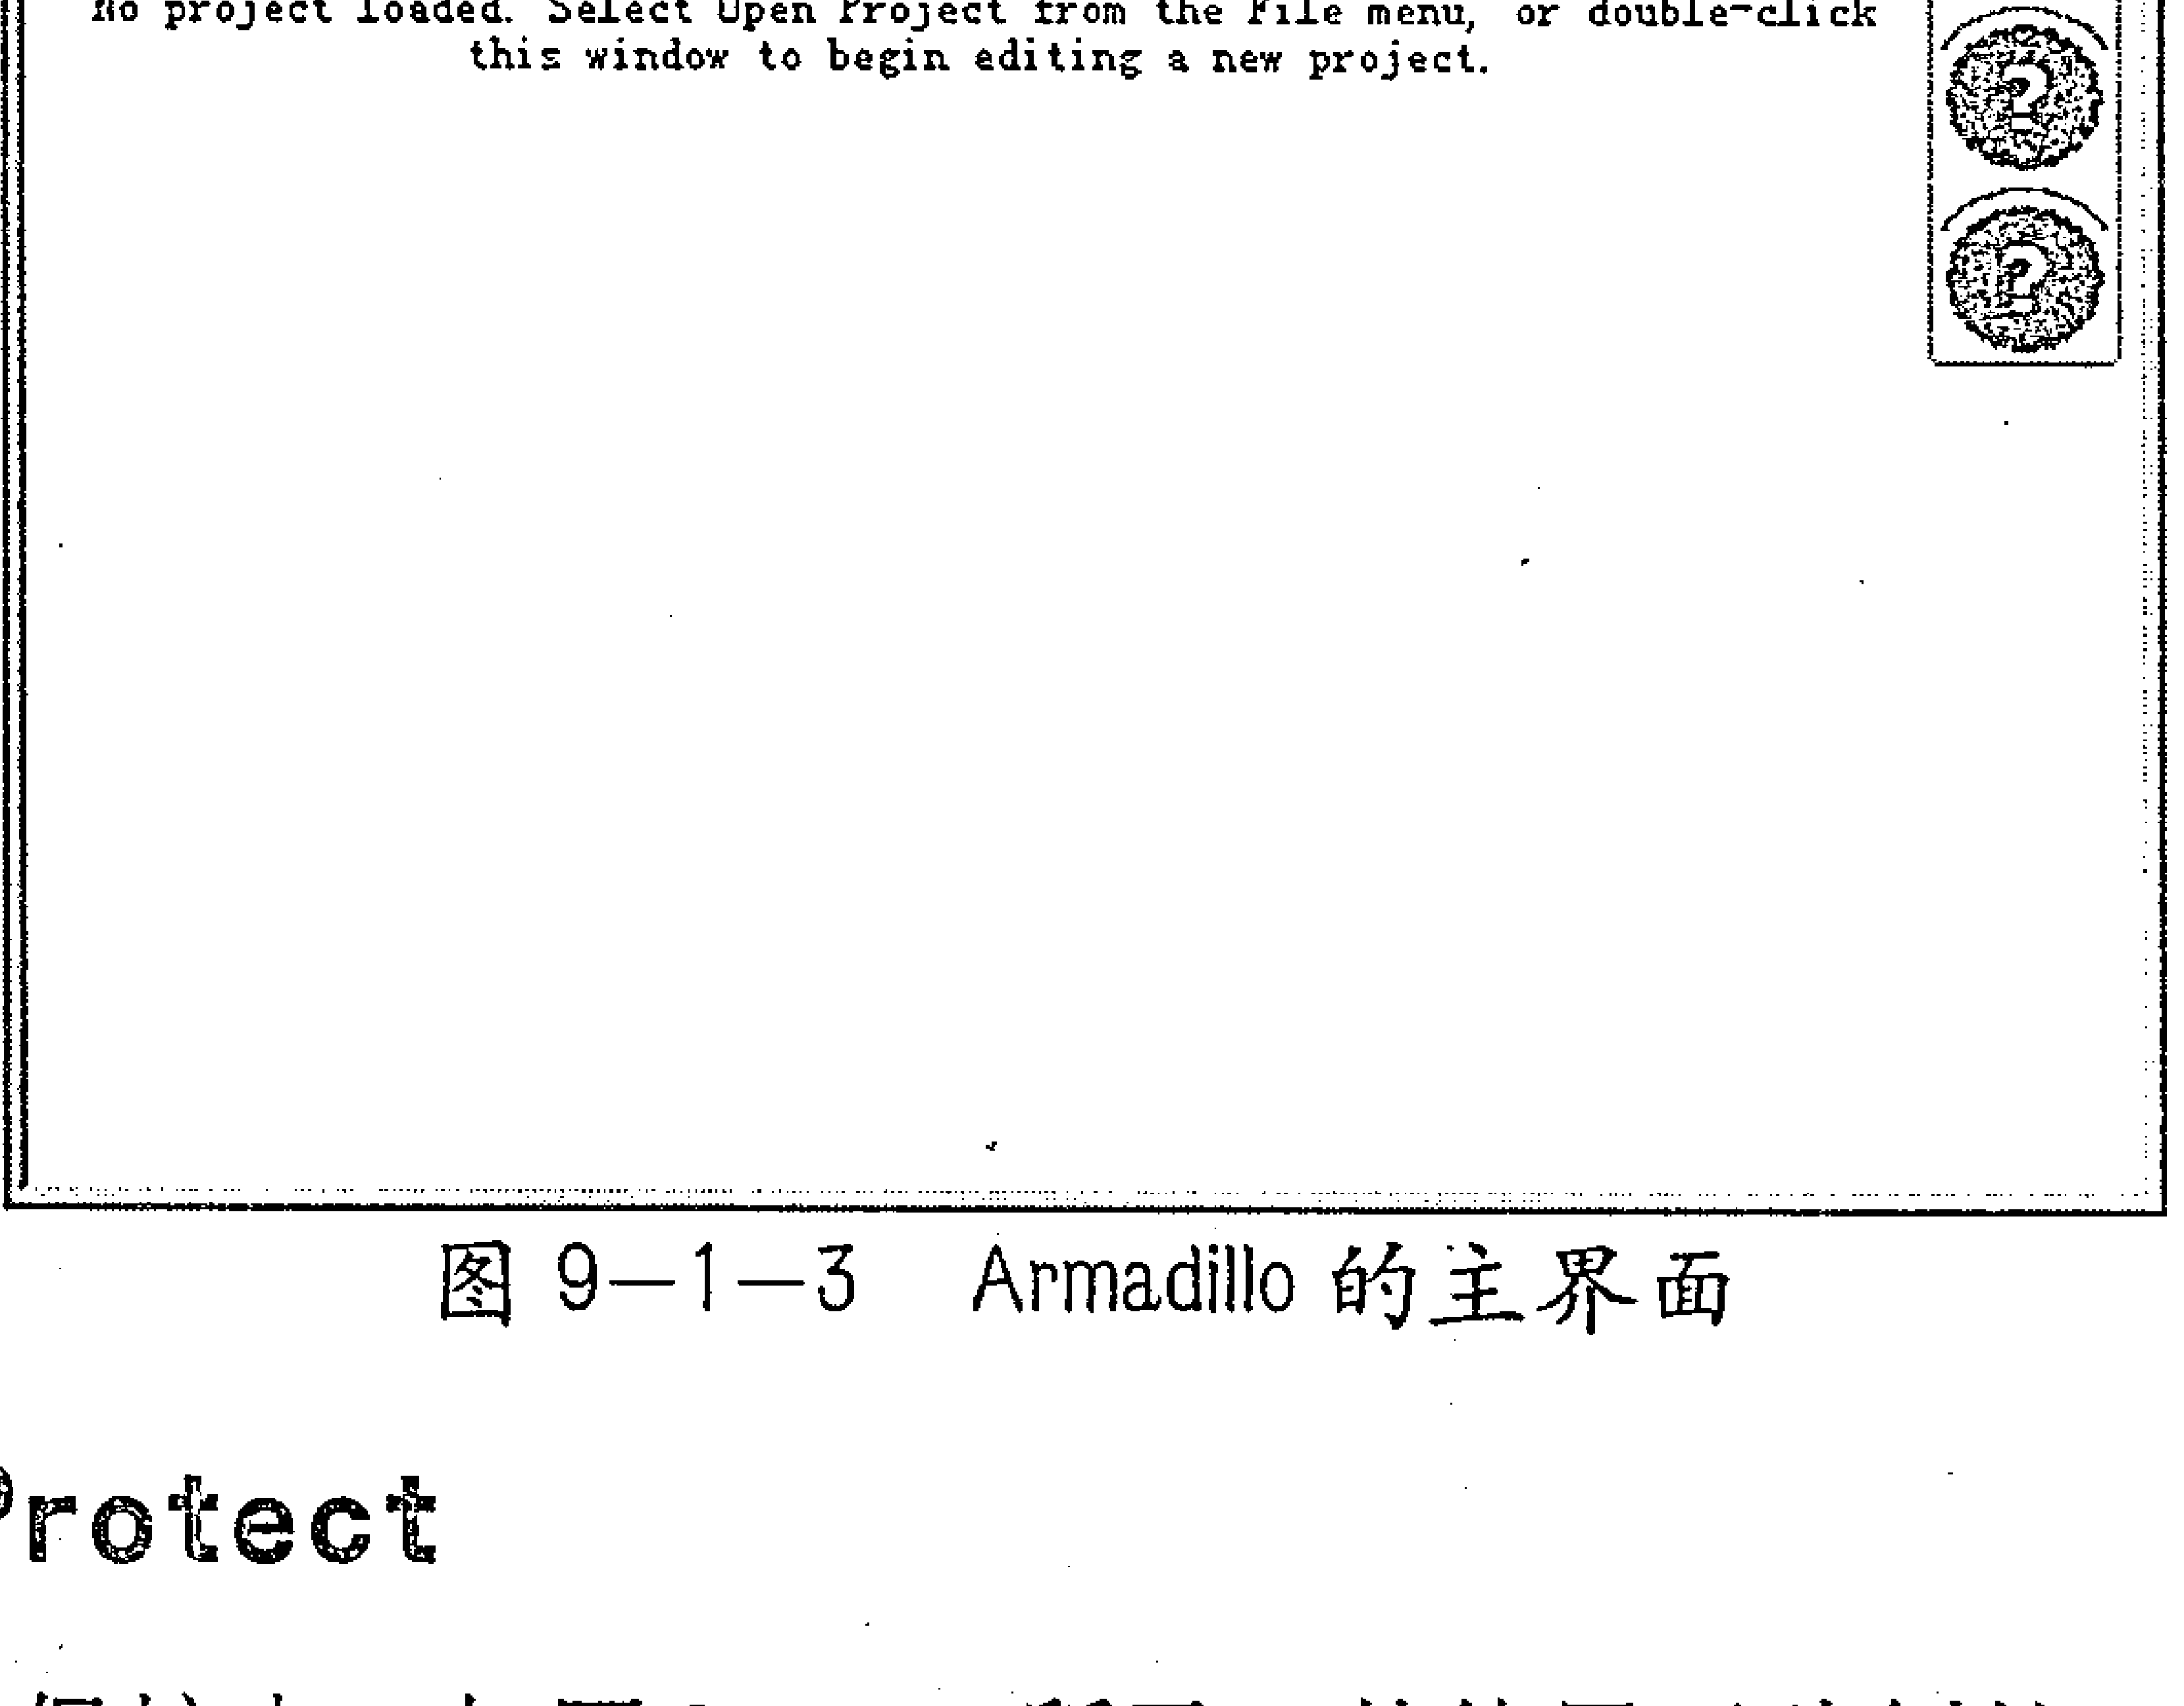 No project loaded. Select Open Project from the File menu, or double-click
this window to begin editing a new project.
?
?
图 9-1-3 Armadillo 的主界面
Protect